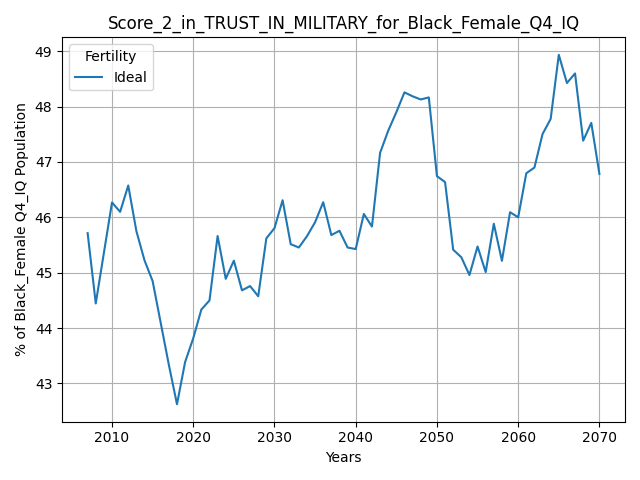 Score_2_in_TRUST_IN_MILITARY_for_Black_Female_Q4_IQ
Fertility
Ideal
% of Black_Female Q4_IQ Population
49
48
47
46
45
44
43
2010 2020 2030 2040 2050 2060 2070
Years